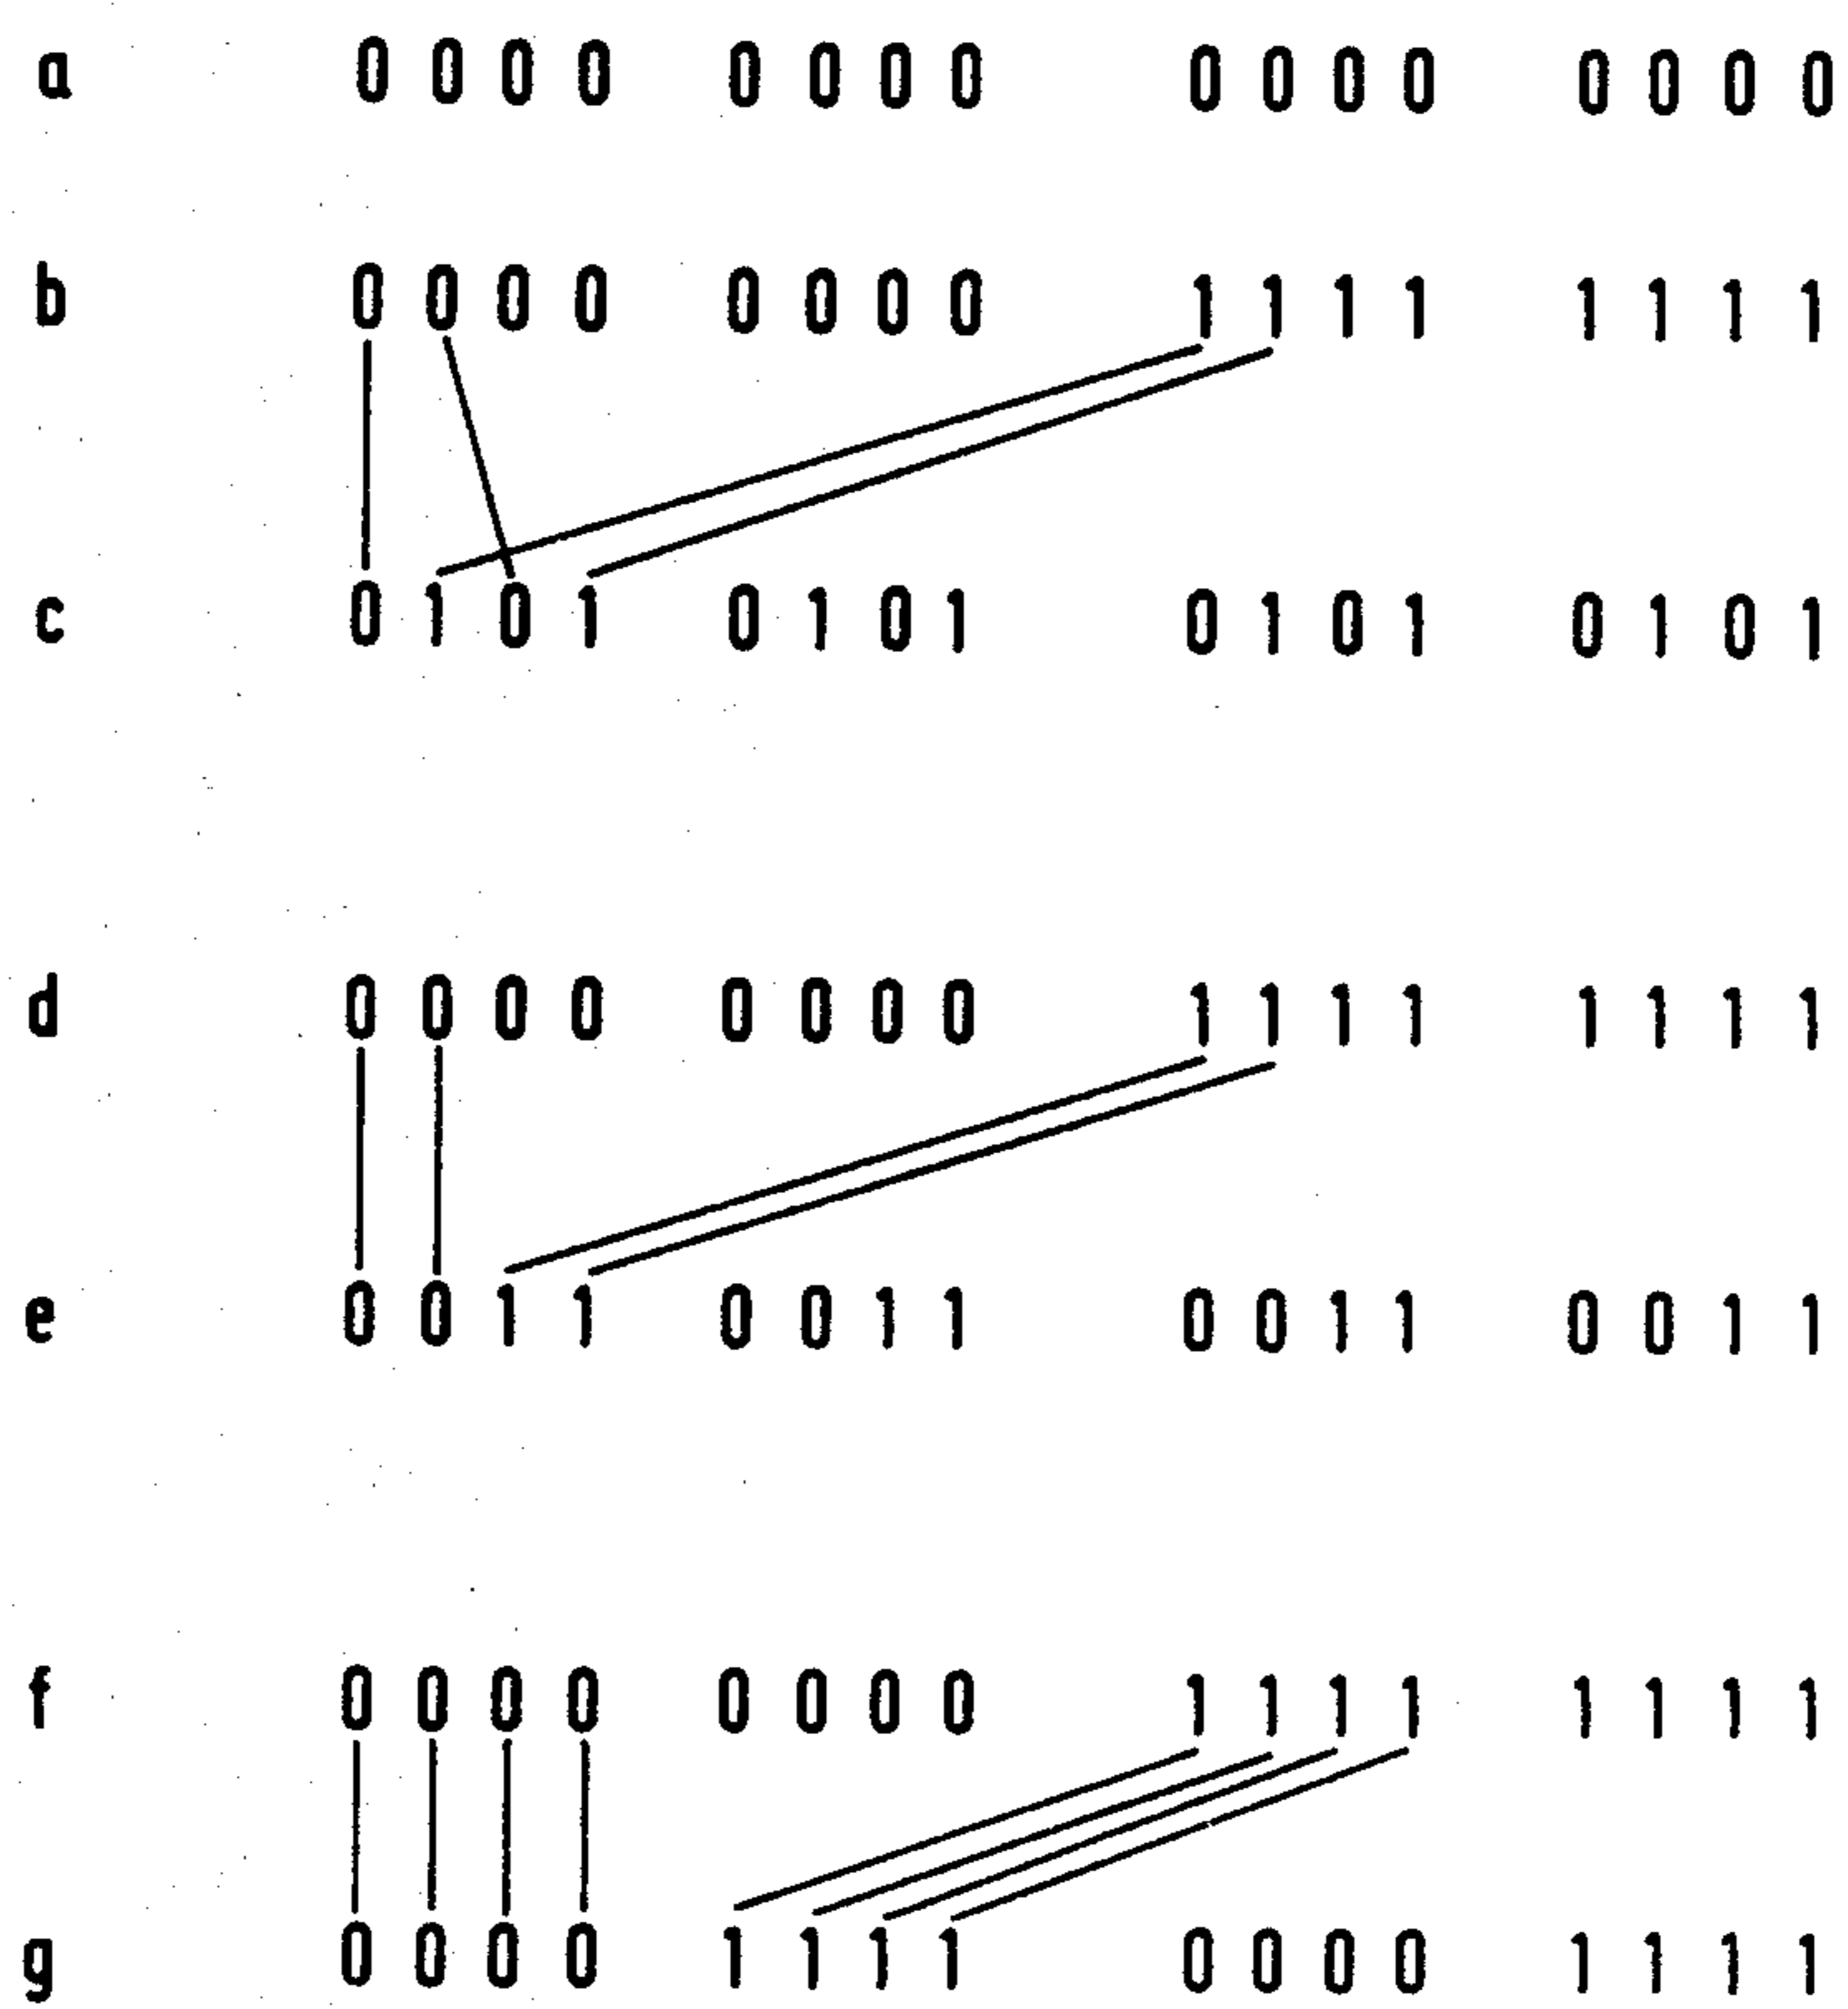 a 0000 0000 0000 0000
b 0000 0000 1111 1111
c 0101 0101 0101 0101
d 0000 0000 1111 1111
e 0011 0011 0011 0011
f 0000 0000 1111 1111
g 0000 1111 0000 1111